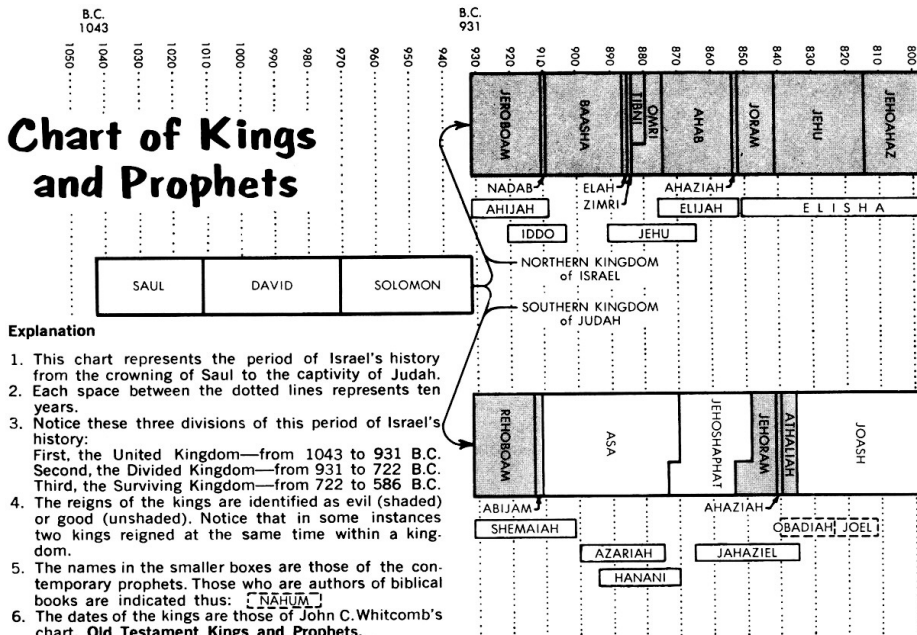 B.C.
1043
B.C.
931
1050
1040
1030
1020
1010
1000
990
980
970
960
950
940
930
920
910
900
890
880
870
860
850
840
830
820
810
800
Chart of Kings
and Prophets
JEROBOAM
BAASHA
TIBNI
OMRI
AHAB
JORAM
JEHU
JEHOAHAZ
NADAB
ELAH
ZIMRI
AHAZIAH
AHIJAH
ELIJAH
ELISHA
IDDO
JEHU
NORTHERN KINGDOM
of ISRAEL
SAUL
DAVID
SOLOMON
SOUTHERN KINGDOM
of JUDAH
Explanation
1. This chart represents the period of Israel's history
from the crowning of Saul to the captivity of Judah.
2. Each space between the dotted lines represents ten
years.
3. Notice these three divisions of this period of Israel's
history:
First, the United Kingdom—from 1043 to 931 B.C.
Second, the Divided Kingdom—from 931 to 722 B.C.
Third, the Surviving Kingdom—from 722 to 586 B.C.
4. The reigns of the kings are identified as evil (shaded)
or good (unshaded). Notice that in some instances
two kings reigned at the same time within a king-
dom.
5. The names in the smaller boxes are those of the con-
temporary prophets. Those who are authors of biblical
books are indicated thus: NAHUM
6. The dates of the kings are those of John C. Whitcomb's
chart, Old Testament Kings and Prophets.
REHOBOAM
ASA
JEHOSHAPHAT
JEHORAM
ATHALIAH
JOASH
ABIJAM
AHAZIAH
SHEMAIAH
OBADIAH
JOEL
AZARIAH
JAHAZIEL
HANANI